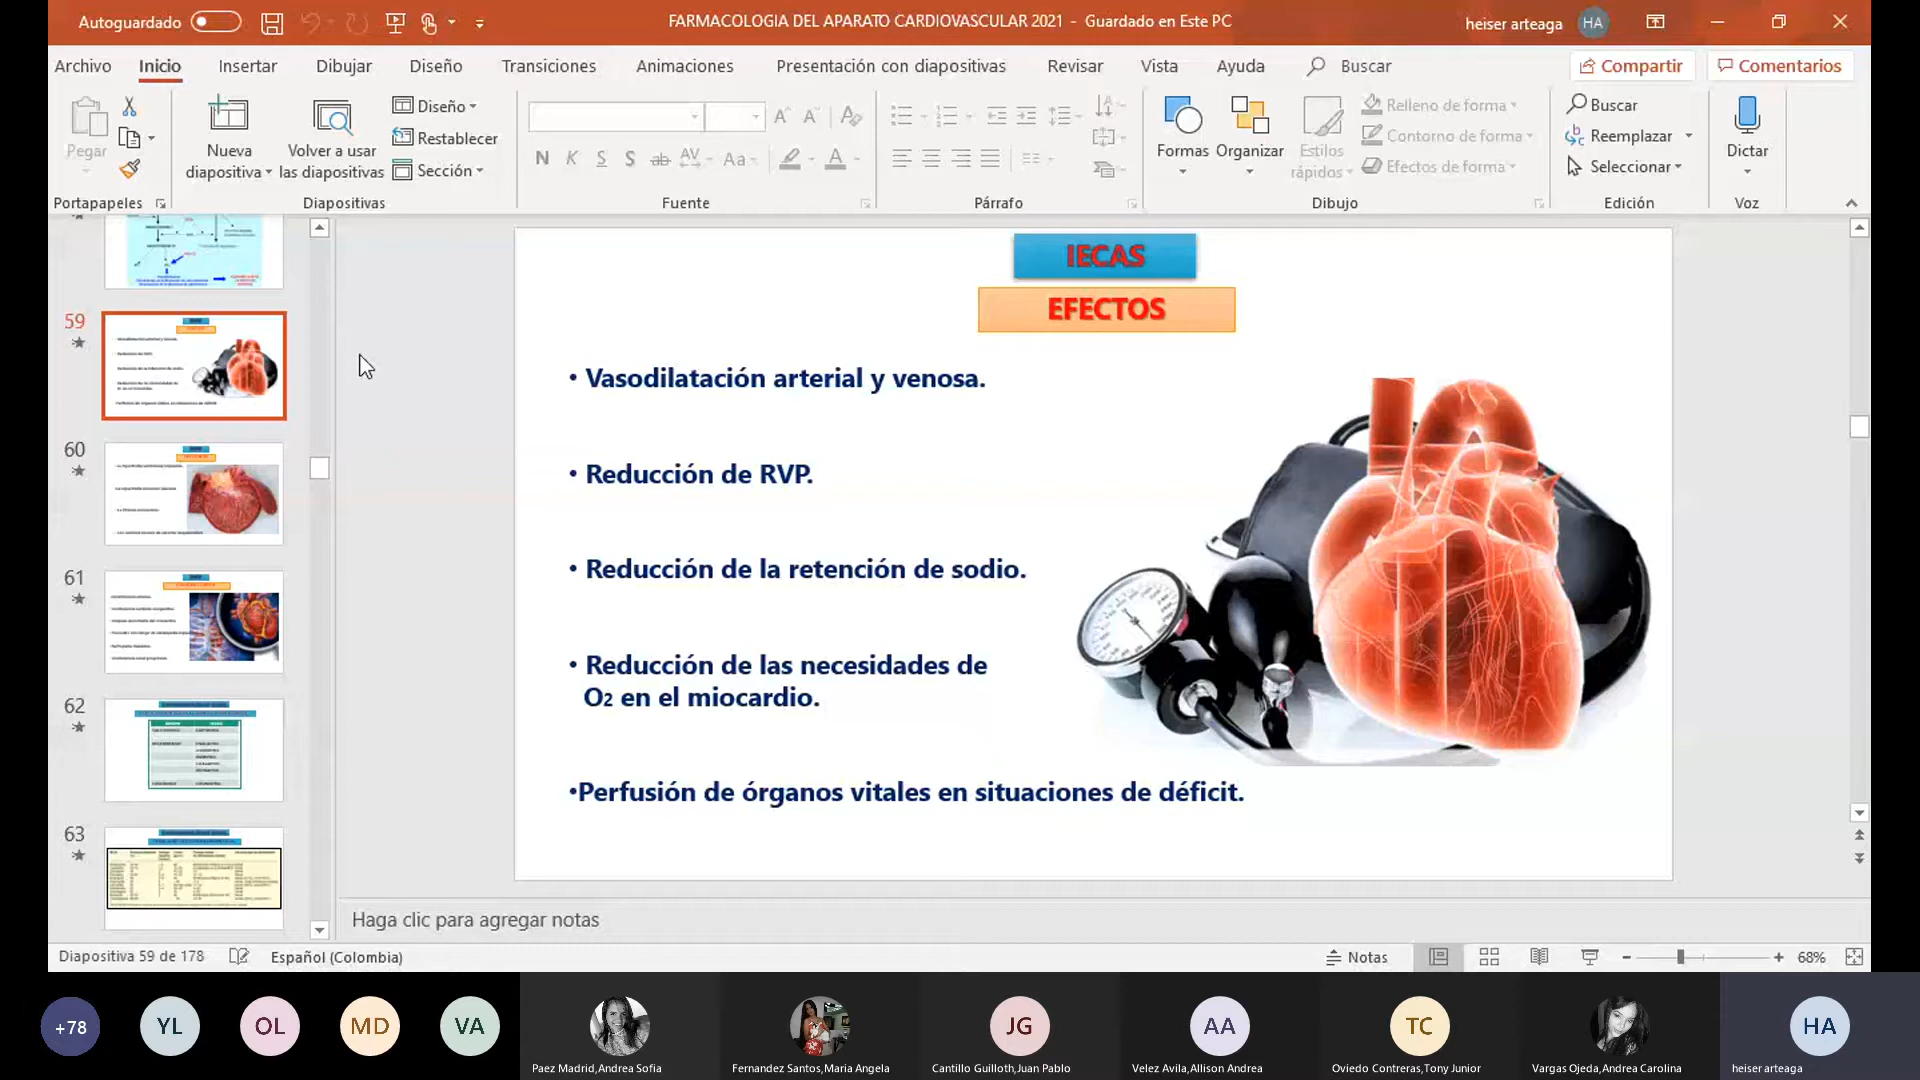 Autoguardado
FARMACOLOGIA DEL APARATO CARDIOVASCULAR 2021 - Guardado en Este PC
heiser arteaga
HA
Archivo Inicio Insertar Dibujar Diseño Transiciones Animaciones Presentación con diapositivas Revisar Vista Ayuda Buscar
Compartir
Comentarios
Pegar
Portapapeles
Nueva
diapositiva
Volver a usar
las diapositivas
Diseño
Restablecer
Sección
Diapositivas
N K S S ab AV Aa A
Fuente
Párrafo
Formas
Organizar
Estilos
rápidos
Relleno de forma
Contorno de forma
Efectos de forma
Dibujo
Buscar
Reemplazar
Seleccionar
Edición
Dictar
Voz
59
60
61
62
63
IECAS
EFECTOS
• Vasodilatación arterial y venosa.
• Reducción de RVP.
• Reducción de la retención de sodio.
• Reducción de las necesidades de
O2 en el miocardio.
•Perfusión de órganos vitales en situaciones de déficit.
Haga clic para agregar notas
Diapositiva 59 de 178
Español (Colombia)
Notas
68%
+78
YL
OL
MD
VA
Paez Madrid,Andrea Sofia
Fernandez Santos,Maria Angela
JG
Cantillo Guilloth,Juan Pablo
AA
Velez Avila,Allison Andrea
TC
Oviedo Contreras,Tony Junior
Vargas Ojeda,Andrea Carolina
HA
heiser arteaga